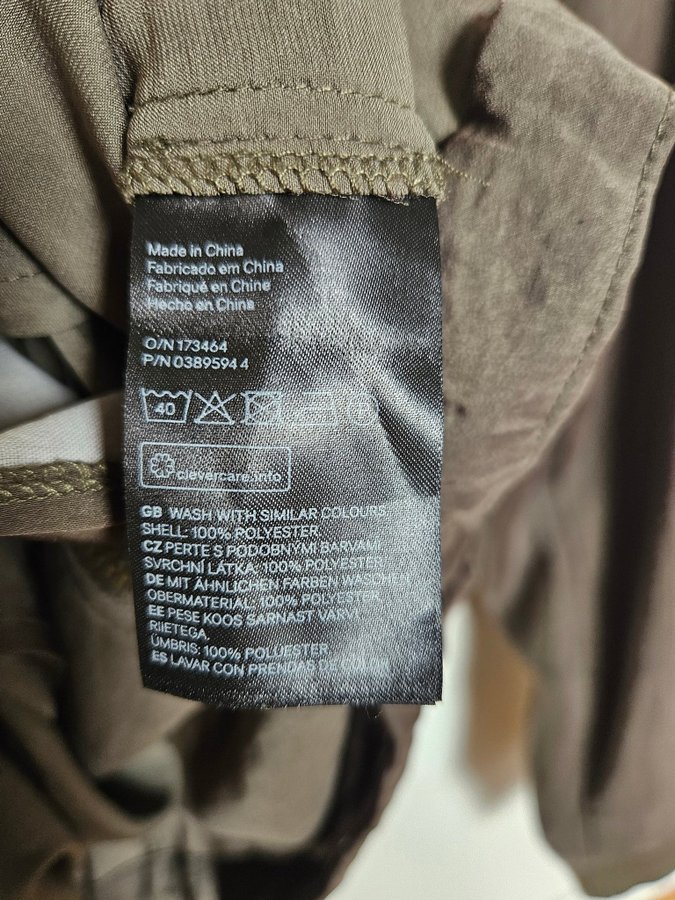 Made in China
Fabricado em China
Fabriqué en Chine
Hecho en China
O/N 173464
P/N 0389594 4
40
clevercare.info
GB WASH WITH SIMILAR COLOURS
SHELL: 100% POLYESTER
CZ PERTE S PODOBNÝMI BARVAMI
SVRCHNÍ LÁTKA: 100% POLYESTER
DE MIT ÄHNLICHEN FARBEN WASCHEN
OBERMATERIAL: 100% POLYESTER
EE PESE KOOS SARNAST VÄRVI
RIIETEGA
ÜMBRIS: 100% POLUESTER
ES LAVAR CON PRENDAS DE COLOR